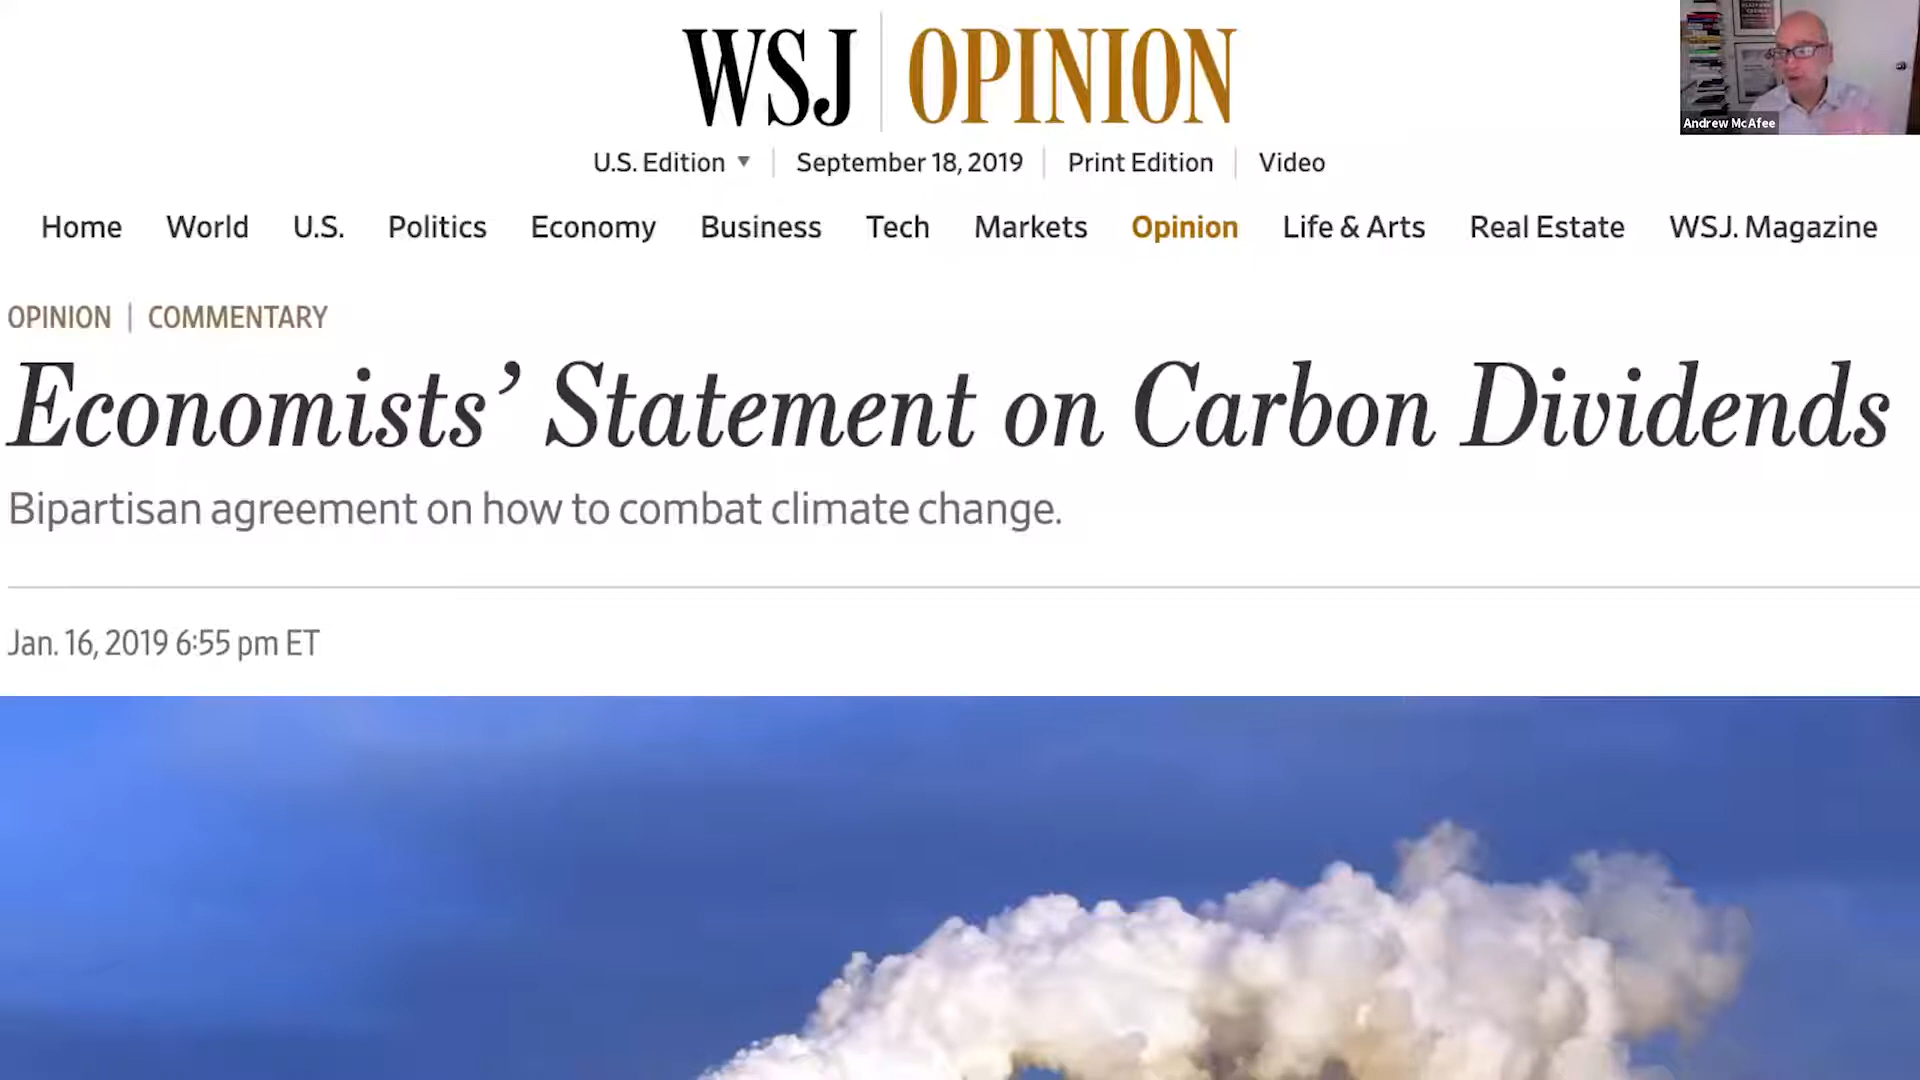 WSJ OPINION
Andrew McAfee
U.S. Edition ▼ September 18, 2019 Print Edition Video
Home World U.S. Politics Economy Business Tech Markets Opinion Life & Arts Real Estate WSJ. Magazine
OPINION | COMMENTARY
Economists’ Statement on Carbon Dividends
Bipartisan agreement on how to combat climate change.
Jan. 16, 2019 6:55 pm ET